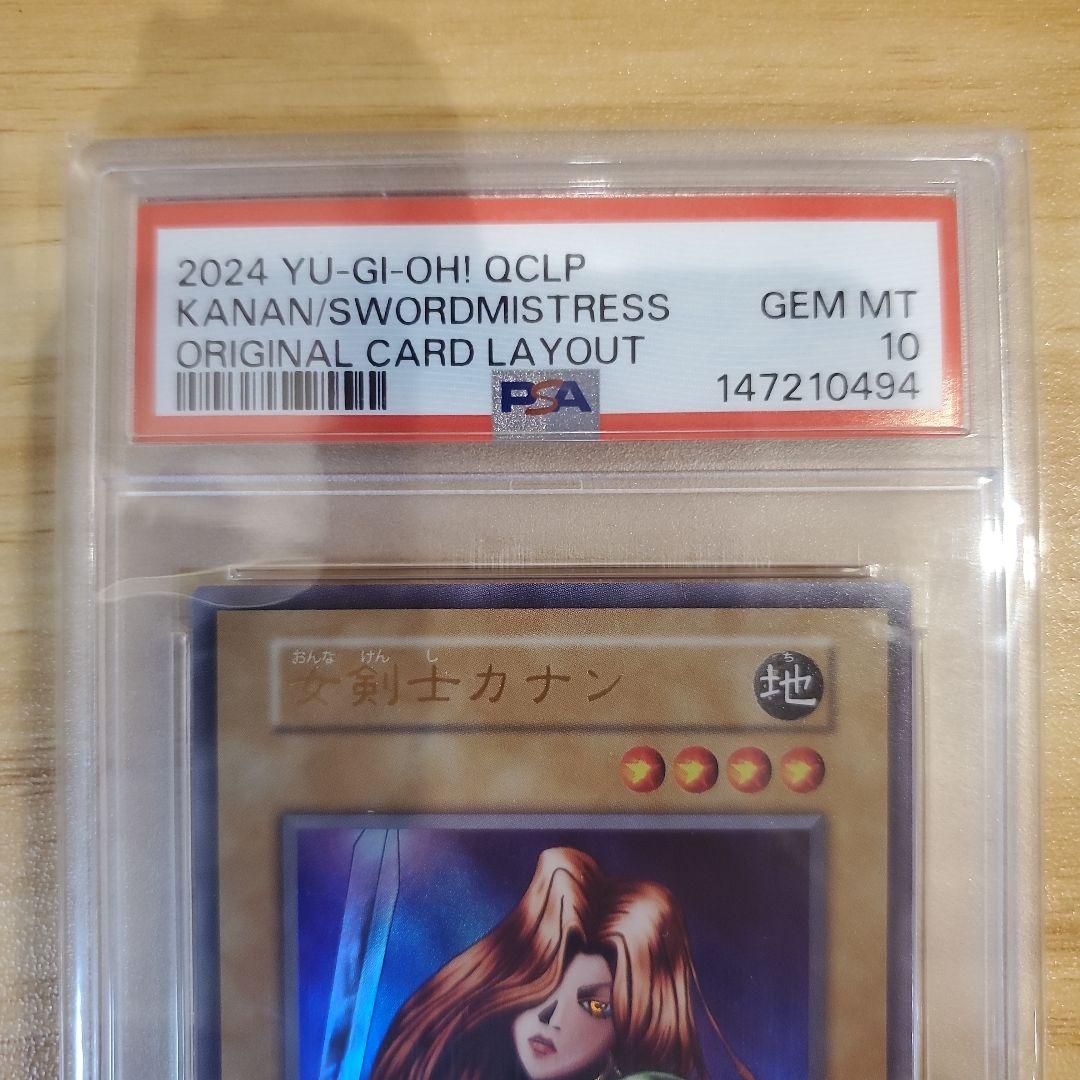 2024 YU-GI-OH! QCLP
KANAN/SWORDMISTRESS
ORIGINAL CARD LAYOUT
GEM MT
10
147210494
PSA
おんな けん し
女剣士カナン
ち
地